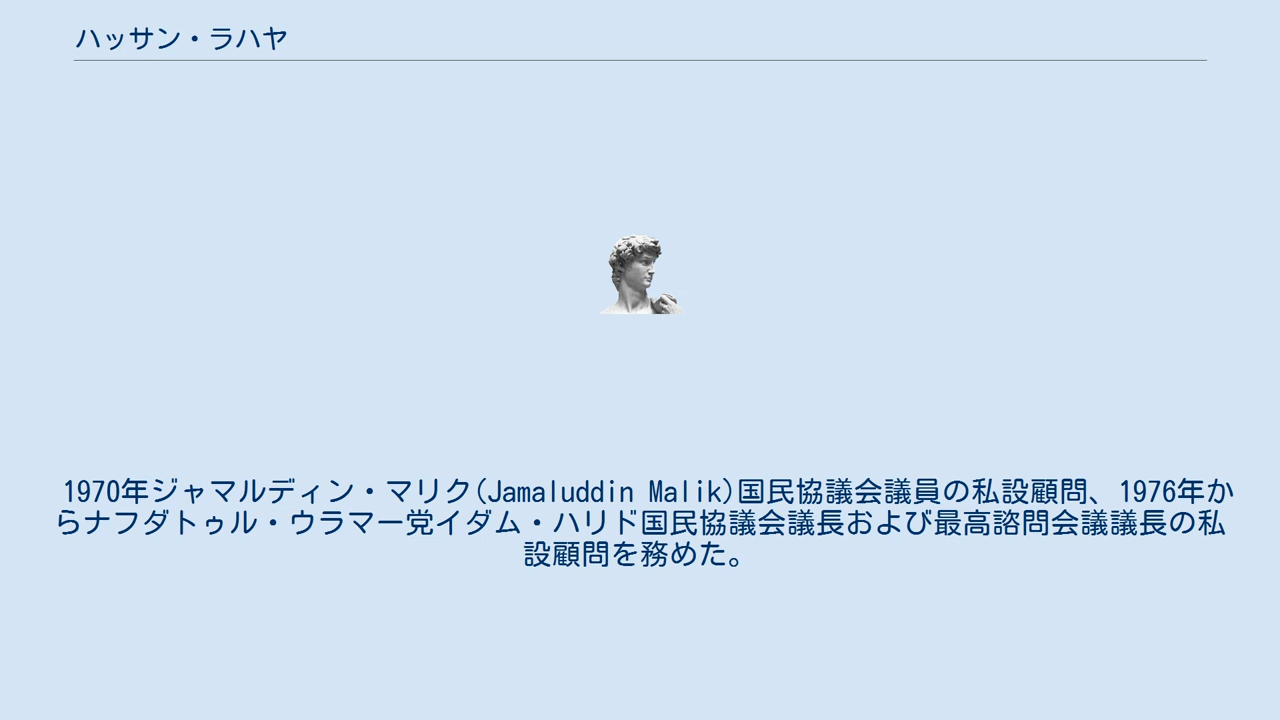 ハッサン・ラハヤ
1970年ジャマルディン・マリク(Jamaluddin Malik)国民協議会議員の私設顧問、1976年か
らナフダトゥル・ウラマー党イダム・ハリド国民協議会議長および最高諮問会議議長の私
設顧問を務めた。